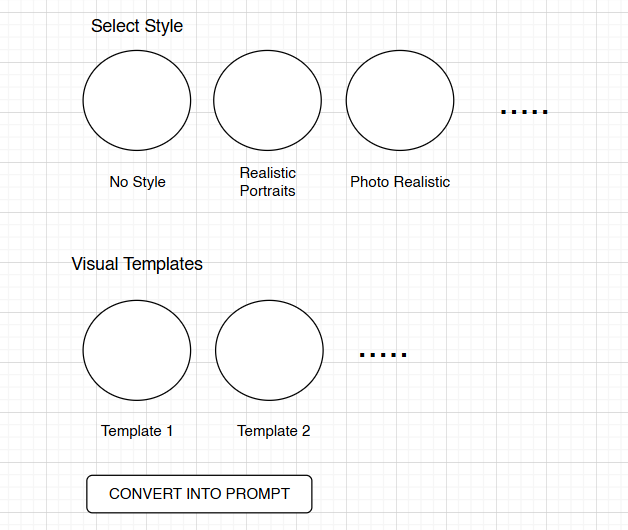 Select Style
No Style
Realistic
Portraits
Photo Realistic
.....
Visual Templates
.....
Template 1
Template 2
CONVERT INTO PROMPT